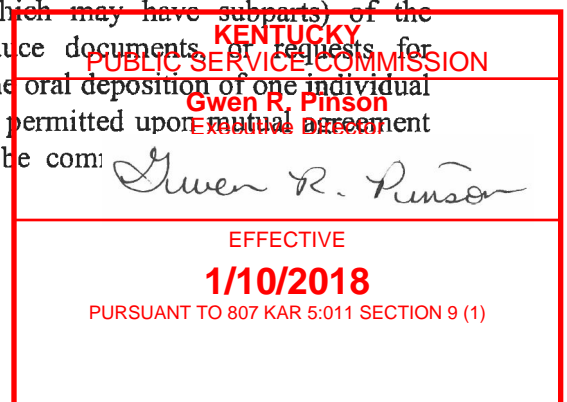 hich may have subparts) of the
KENTUCKY
uce documents, or requests for
PUBLIC SERVICE COMMISSION
e oral deposition of one individual
Gwen R. Pinson
permitted upon mutual agreement
Executive Director
be com
Gwen R. Pinson
EFFECTIVE
1/10/2018
PURSUANT TO 807 KAR 5:011 SECTION 9 (1)